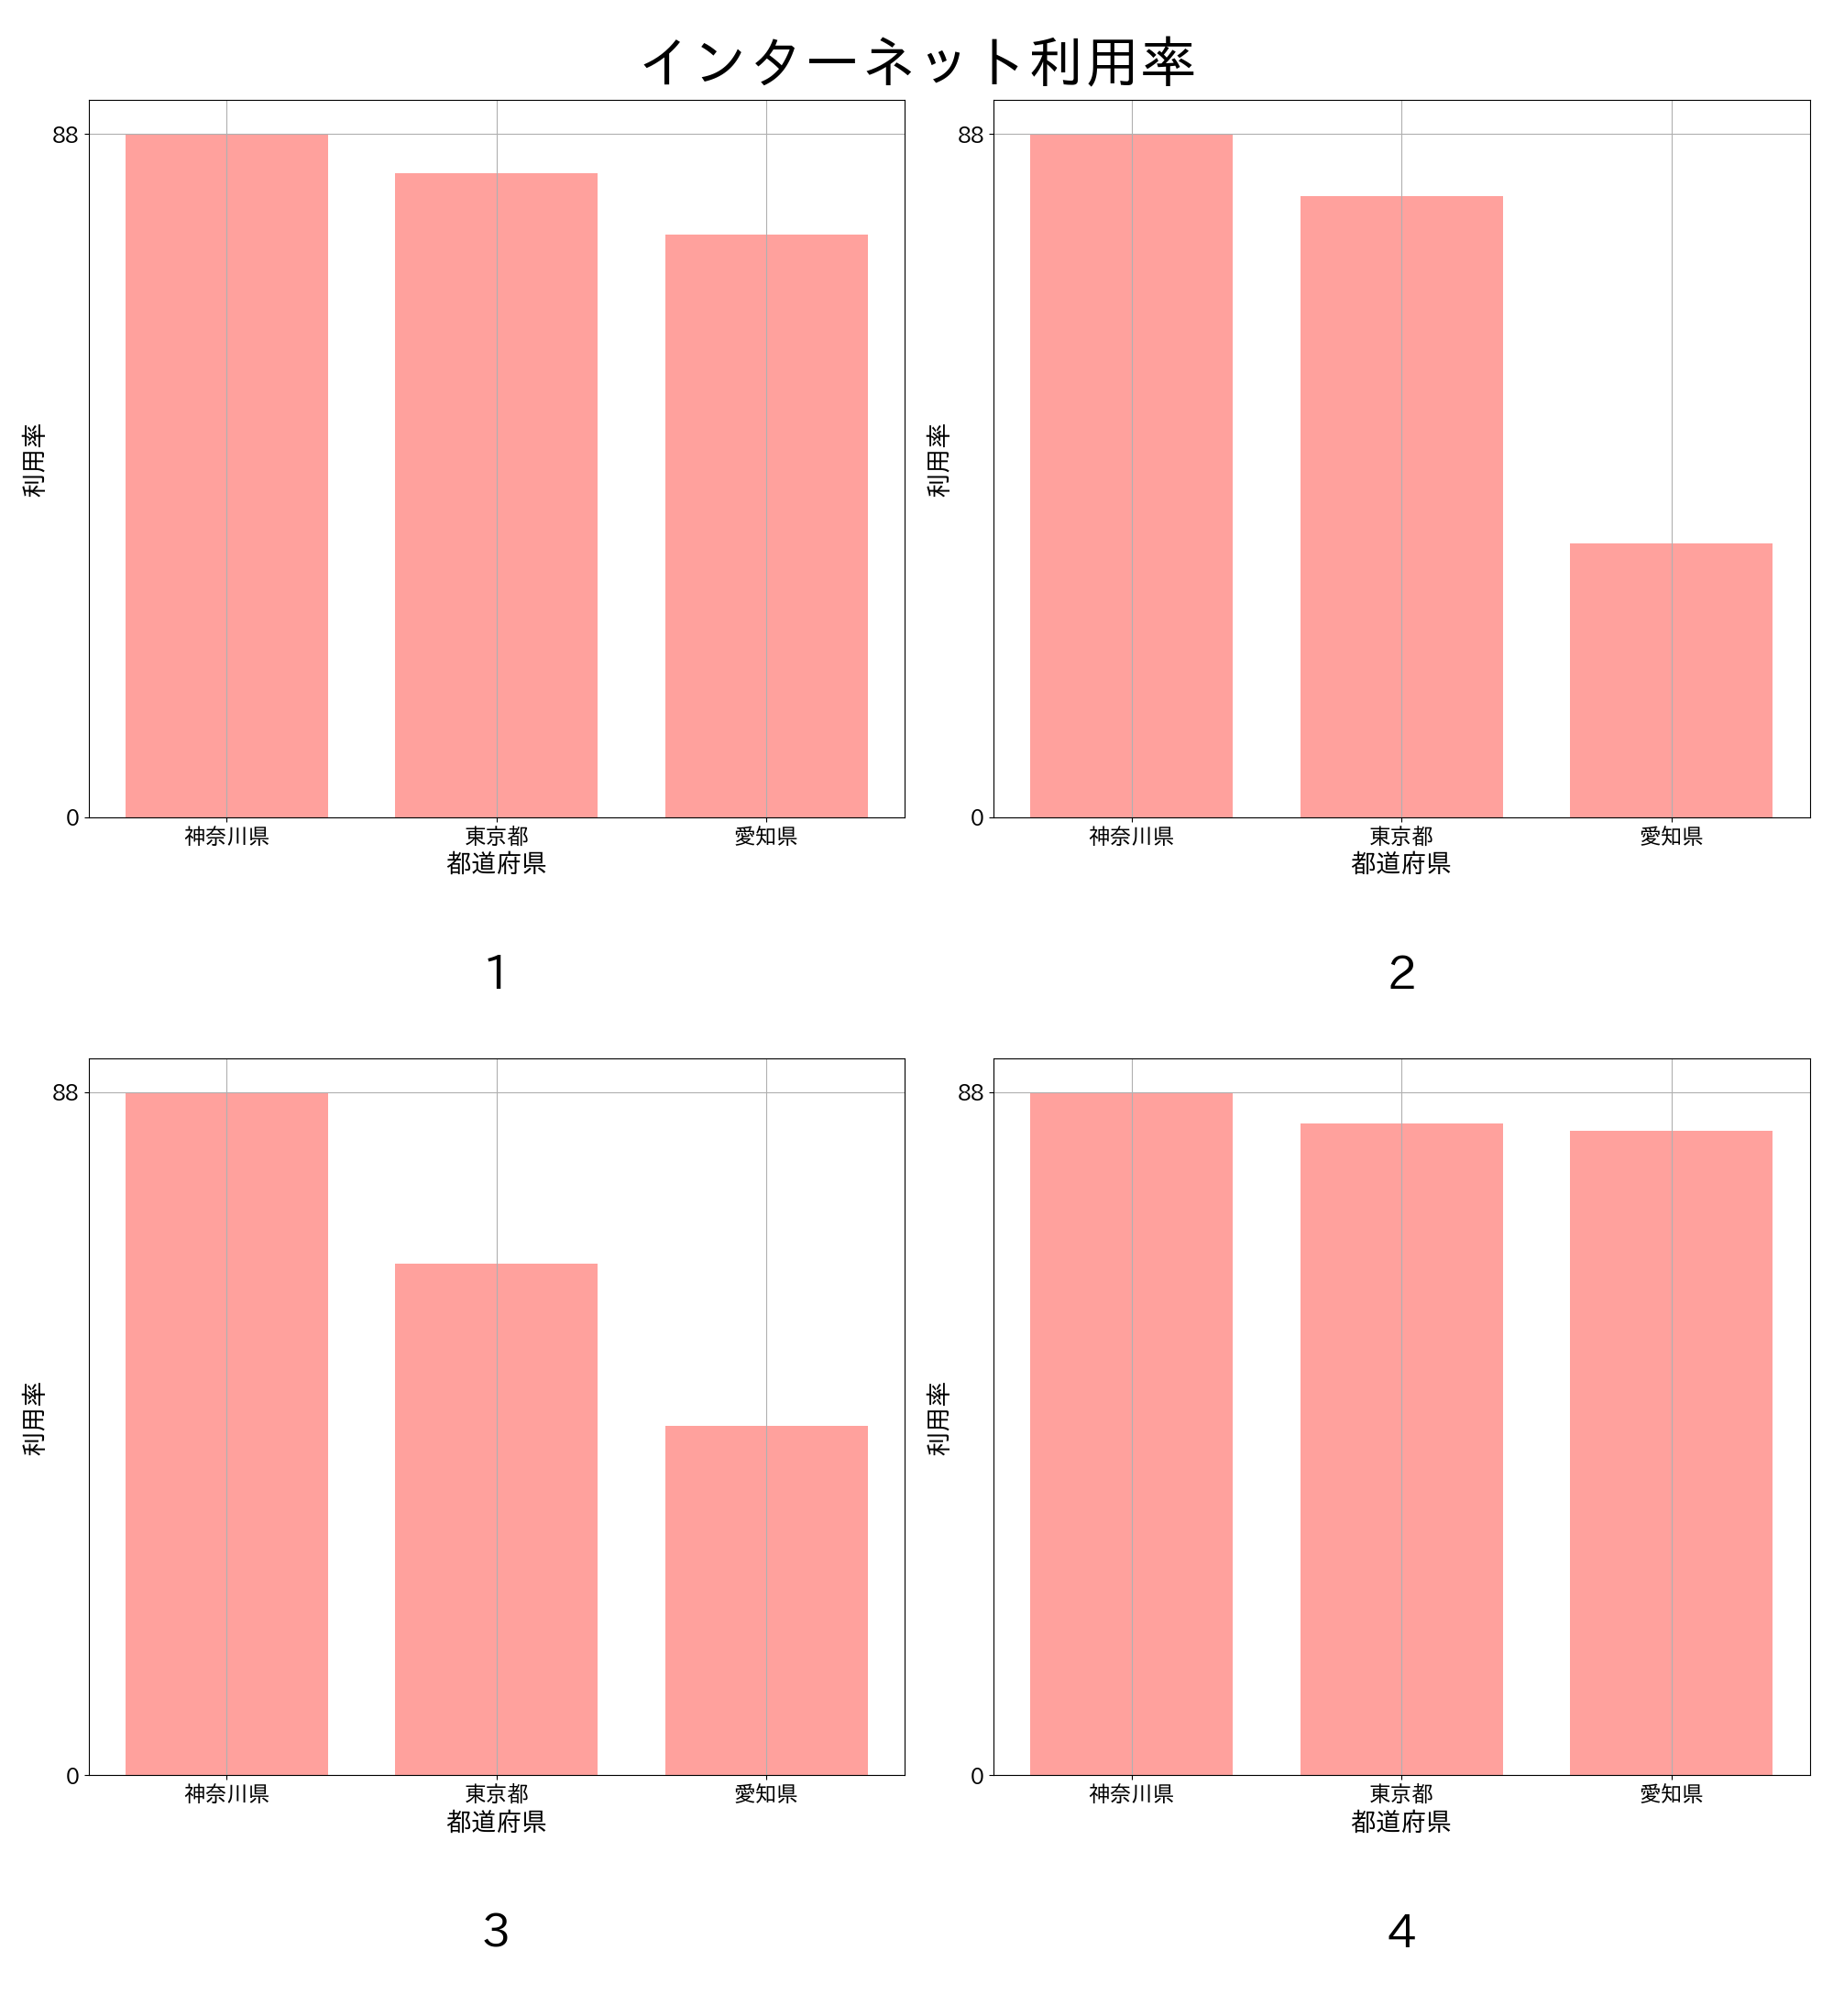 インターネット利用率
88
0
利用率
神奈川県 東京都 愛知県
都道府県
1
88
0
利用率
神奈川県 東京都 愛知県
都道府県
2
88
0
利用率
神奈川県 東京都 愛知県
都道府県
3
88
0
利用率
神奈川県 東京都 愛知県
都道府県
4